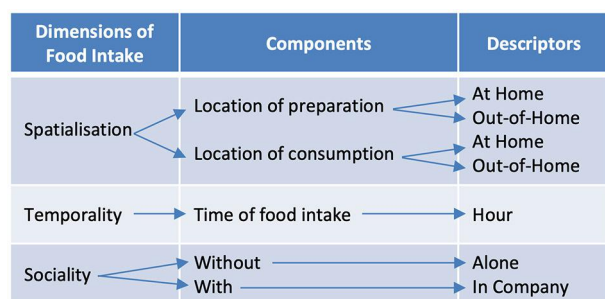 Dimensions of
Food Intake
Components
Descriptors
Spatialisation
Location of preparation
At Home
Out-of-Home
Location of consumption
At Home
Out-of-Home
Temporality
Time of food intake
Hour
Sociality
Without
Alone
With
In Company